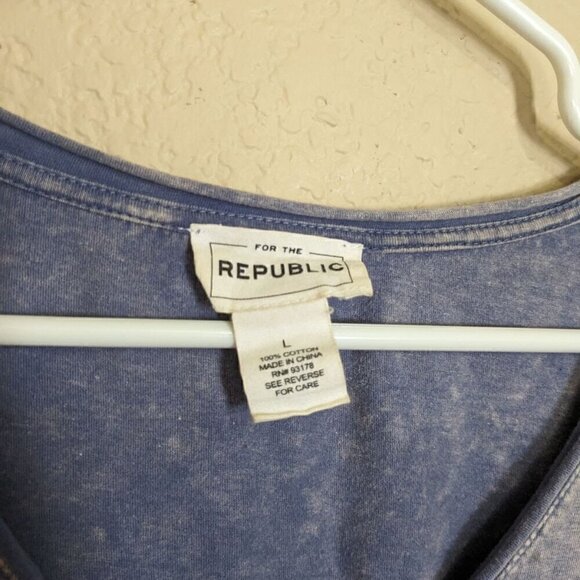 FOR THE
REPUBLIC
L
100% COTTON
MADE IN CHINA
RN# 93178
SEE REVERSE
FOR CARE